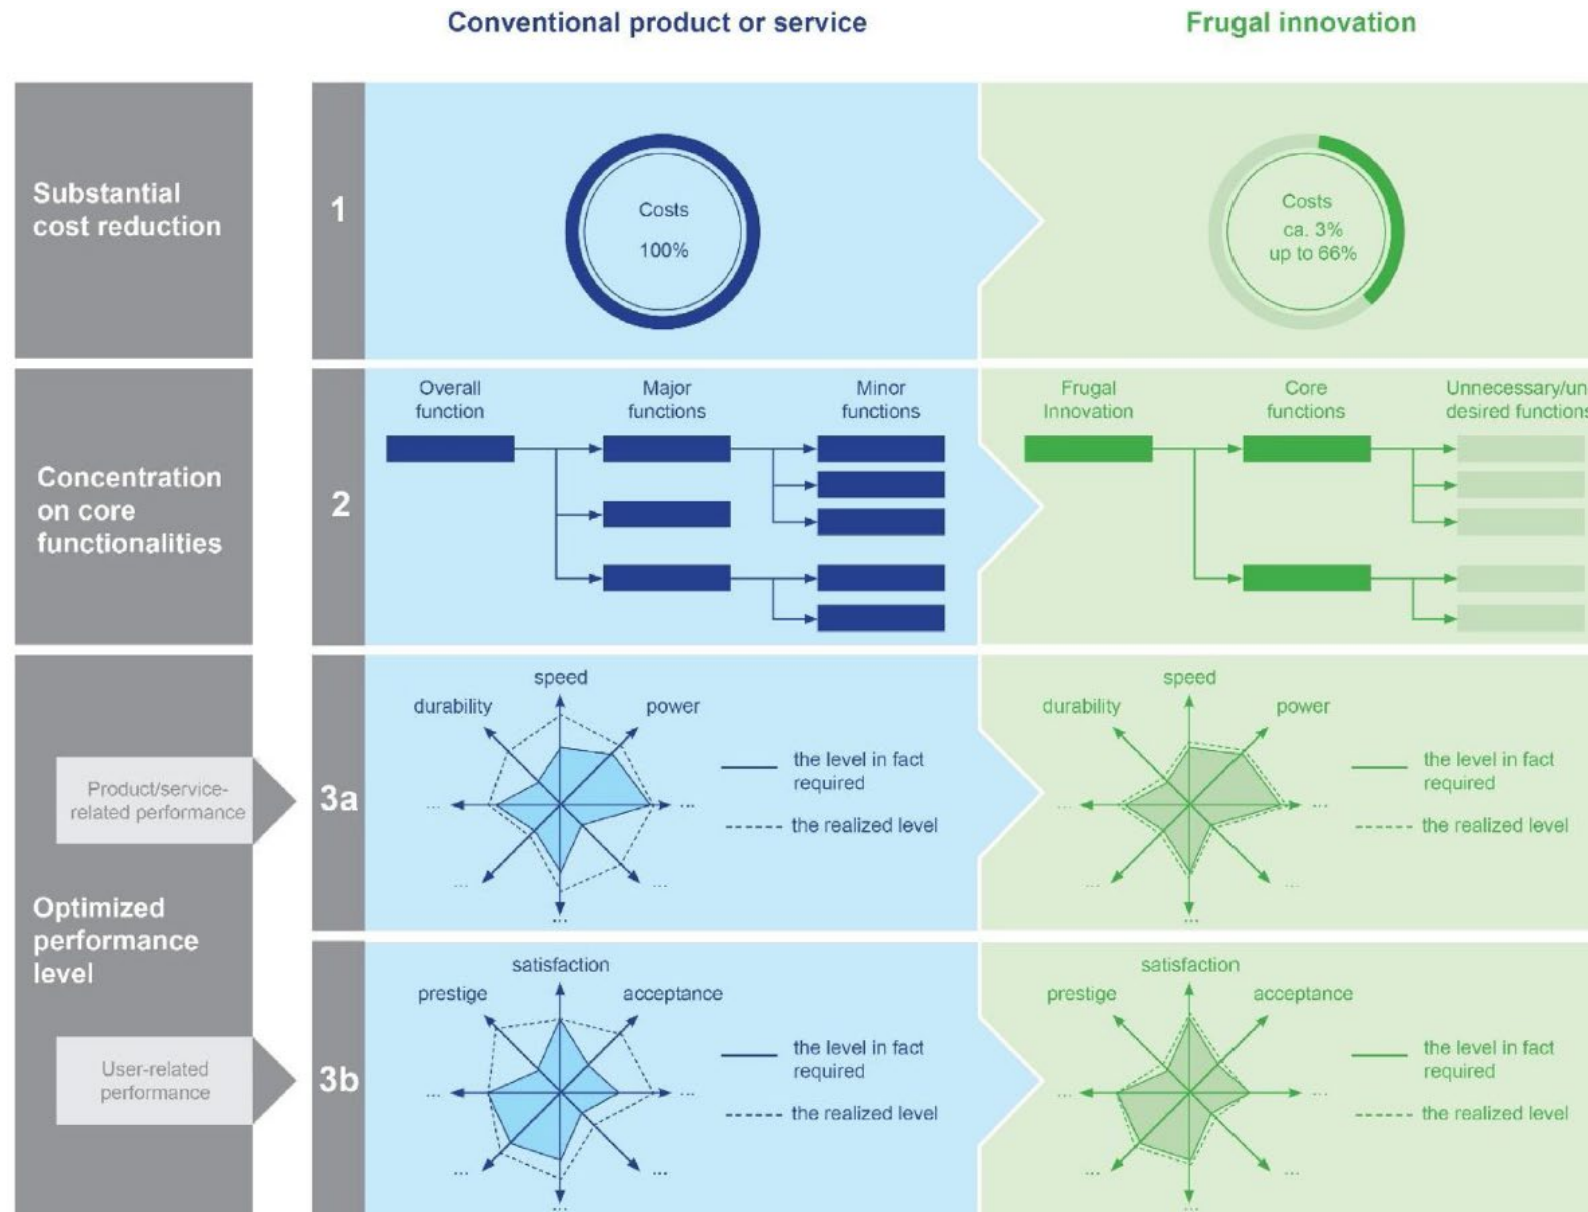 Conventional product or service
Frugal innovation
Substantial
cost reduction
1
Costs
100%
Costs
ca. 3%
up to 66%
Concentration
on core
functionalities
2
Overall
function
Major
functions
Minor
functions
Frugal
Innovation
Core
functions
Unnecessary/un
desired functions
Optimized
performance
level
Product/service-
related performance
3a
speed
durability
power
...
...
...
...
...
the level in fact
required
the realized level
speed
durability
power
...
...
...
...
...
the level in fact
required
the realized level
User-related
performance
3b
satisfaction
prestige
acceptance
...
...
...
...
...
the level in fact
required
the realized level
satisfaction
prestige
acceptance
...
...
...
...
...
the level in fact
required
the realized level